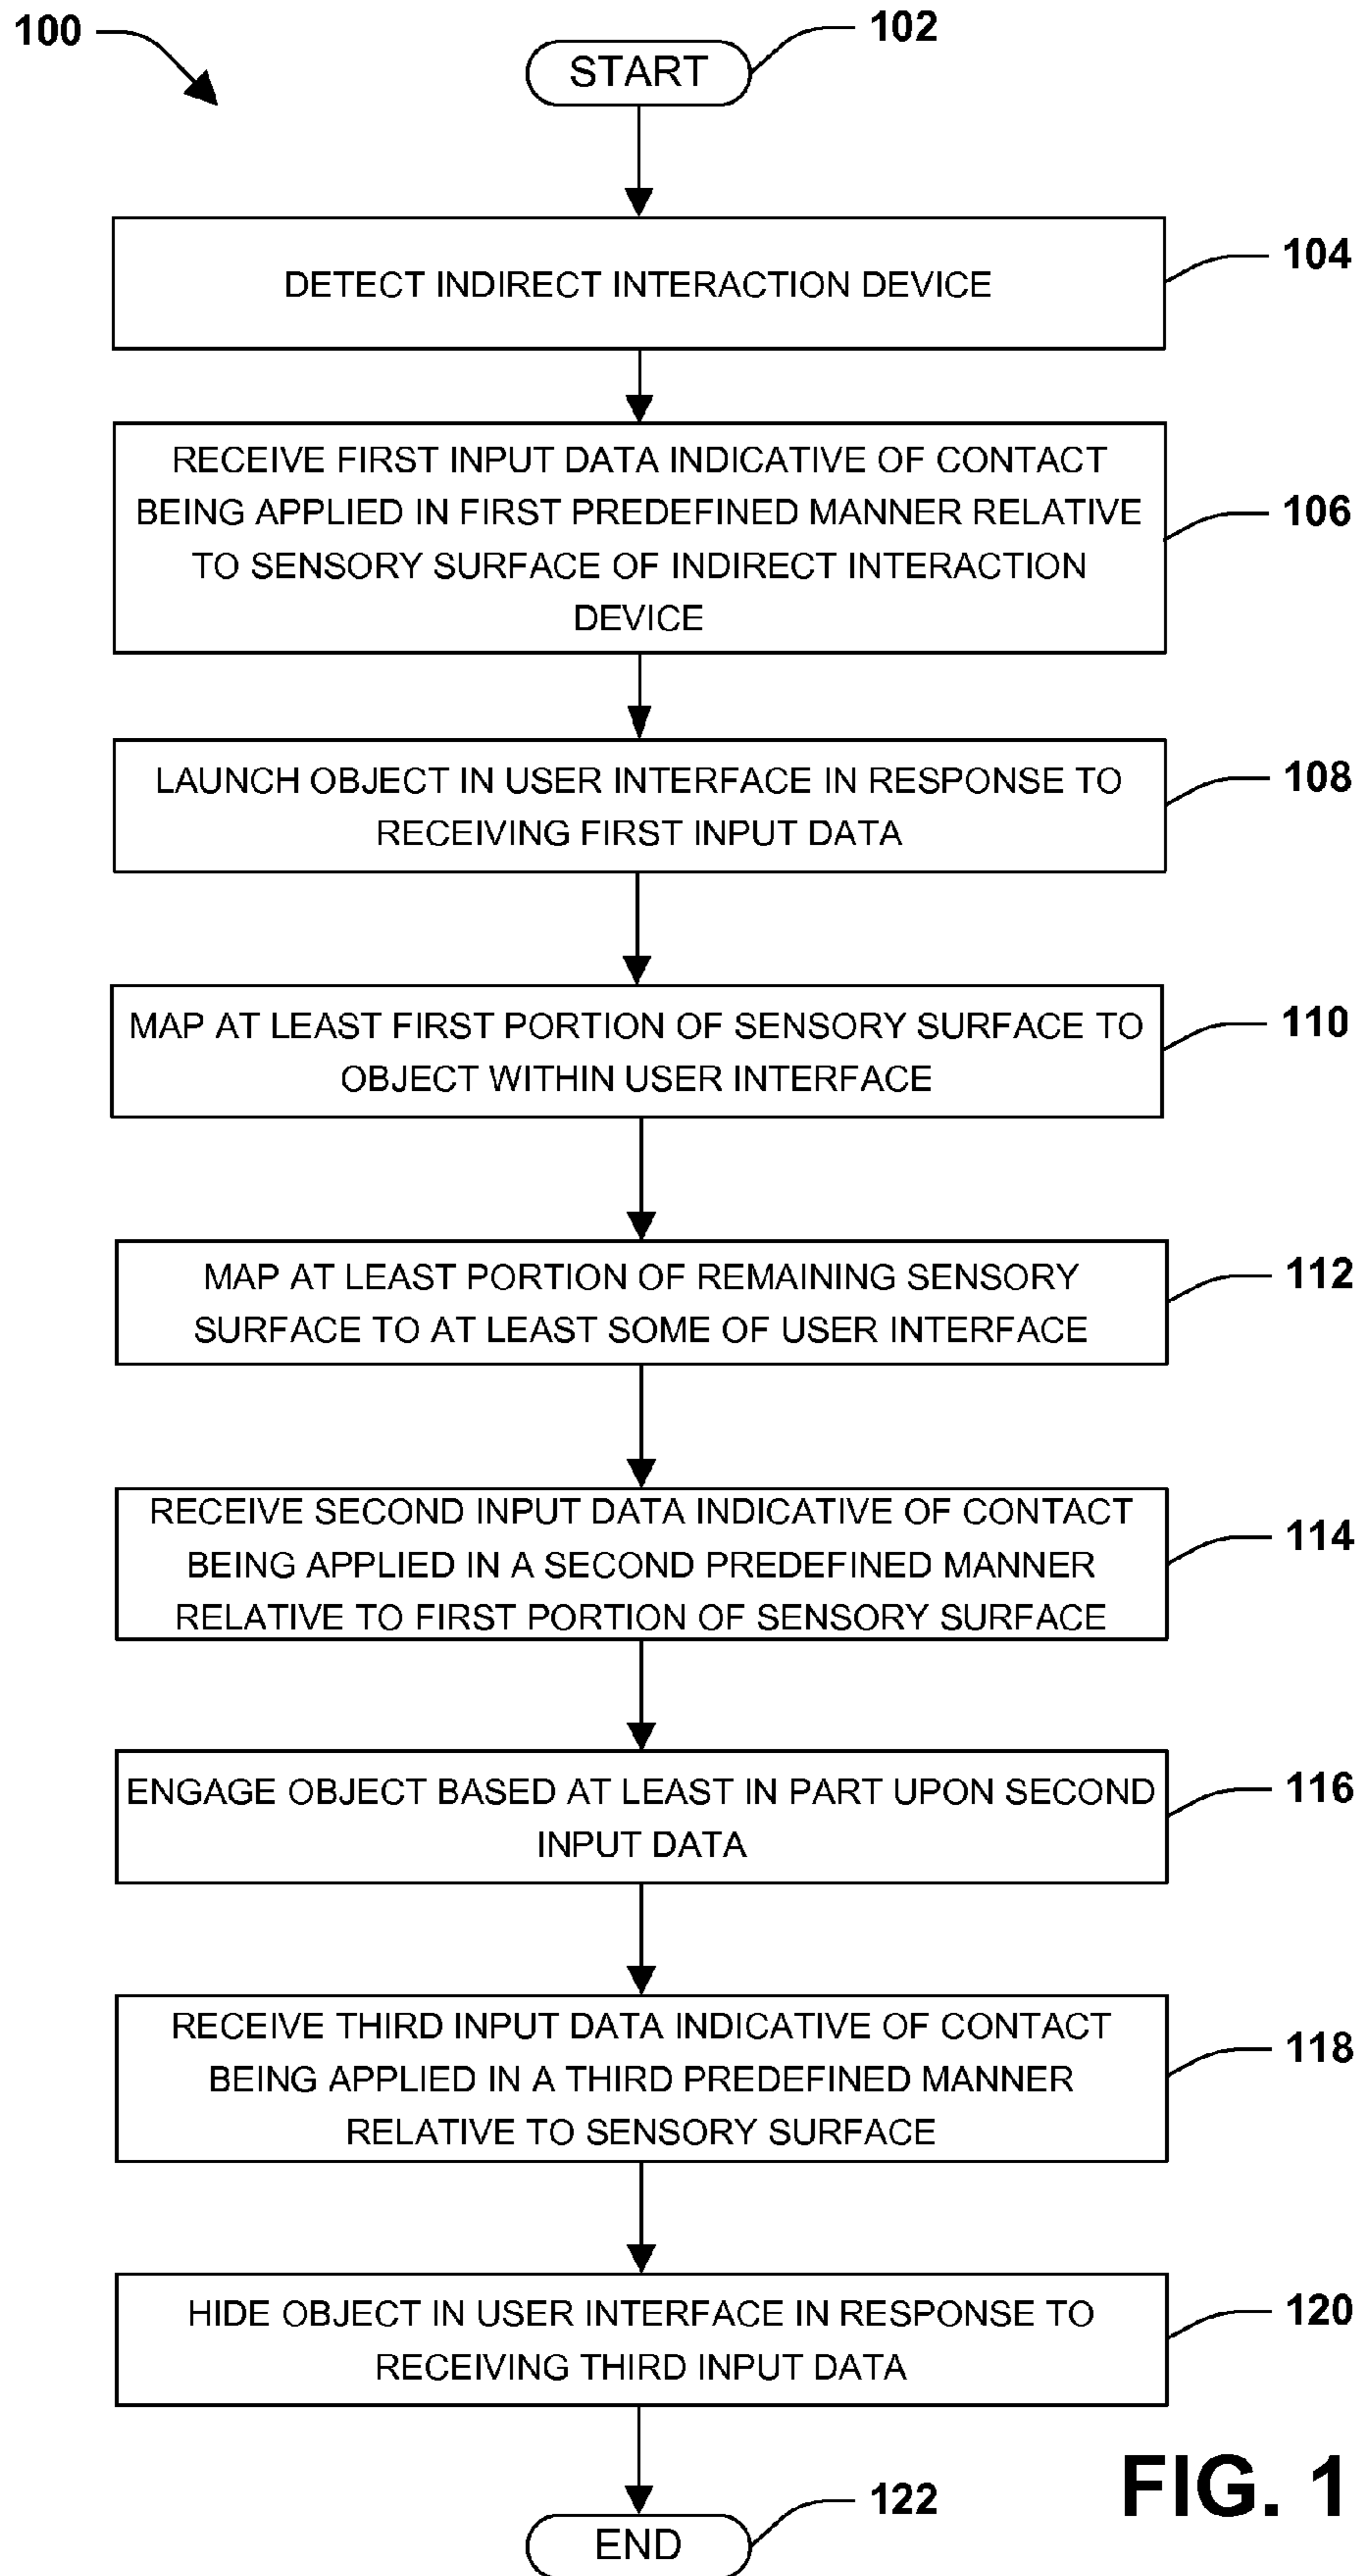 100
START
102
DETECT INDIRECT INTERACTION DEVICE
104
RECEIVE FIRST INPUT DATA INDICATIVE OF CONTACT
BEING APPLIED IN FIRST PREDEFINED MANNER RELATIVE
TO SENSORY SURFACE OF INDIRECT INTERACTION
DEVICE
106
LAUNCH OBJECT IN USER INTERFACE IN RESPONSE TO
RECEIVING FIRST INPUT DATA
108
MAP AT LEAST FIRST PORTION OF SENSORY SURFACE TO
OBJECT WITHIN USER INTERFACE
110
MAP AT LEAST PORTION OF REMAINING SENSORY
SURFACE TO AT LEAST SOME OF USER INTERFACE
112
RECEIVE SECOND INPUT DATA INDICATIVE OF CONTACT
BEING APPLIED IN A SECOND PREDEFINED MANNER
RELATIVE TO FIRST PORTION OF SENSORY SURFACE
114
ENGAGE OBJECT BASED AT LEAST IN PART UPON SECOND
INPUT DATA
116
RECEIVE THIRD INPUT DATA INDICATIVE OF CONTACT
BEING APPLIED IN A THIRD PREDEFINED MANNER
RELATIVE TO SENSORY SURFACE
118
HIDE OBJECT IN USER INTERFACE IN RESPONSE TO
RECEIVING THIRD INPUT DATA
120
END
122
FIG. 1